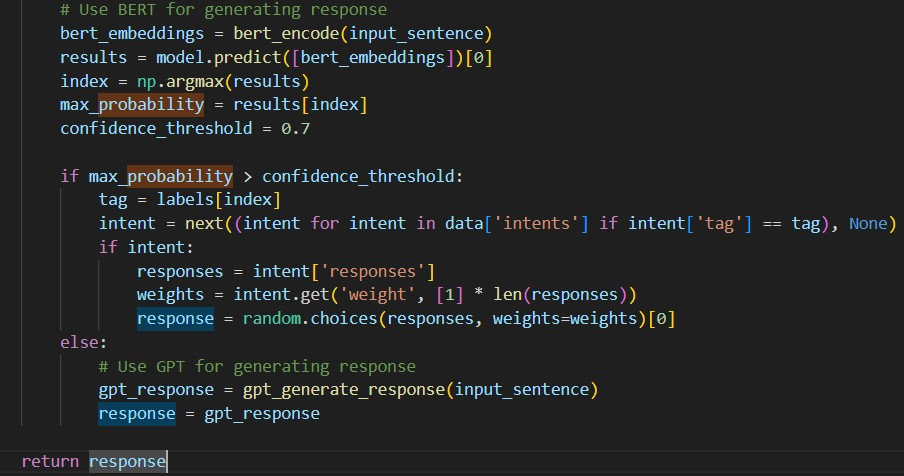 # Use BERT for generating response
bert_embeddings = bert_encode(input_sentence)
results = model.predict([bert_embeddings])[0]
index = np.argmax(results)
max_probability = results[index]
confidence_threshold = 0.7
if max_probability > confidence_threshold:
tag = labels[index]
intent = next((intent for intent in data['intents'] if intent['tag'] == tag), None)
if intent:
responses = intent['responses']
weights = intent.get('weight', [1] * len(responses))
response = random.choices(responses, weights=weights)[0]
else:
# Use GPT for generating response
gpt_response = gpt_generate_response(input_sentence)
response = gpt_response
return response